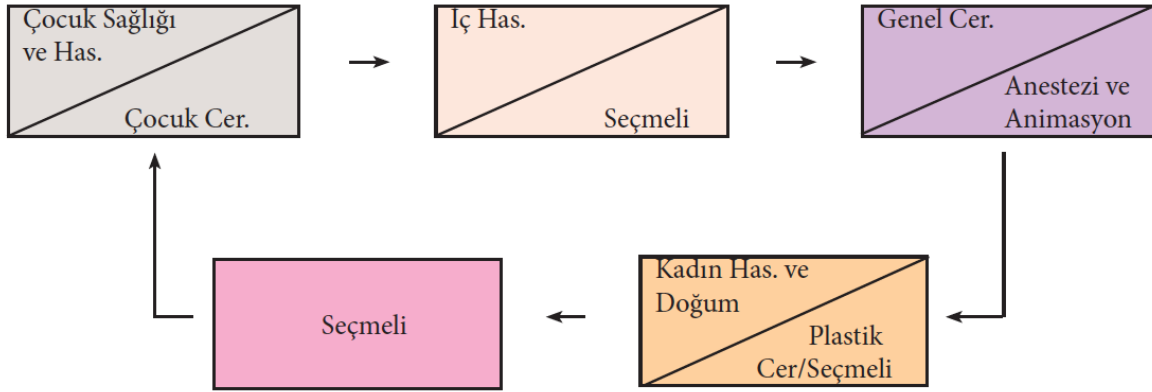 Çocuk Sağlığı
ve Has.
Çocuk Cer.
İç Has.
Seçmeli
Genel Cer.
Anestezi ve
Animasyon
Kadın Has. ve
Doğum
Plastik
Cer/Seçmeli
Seçmeli